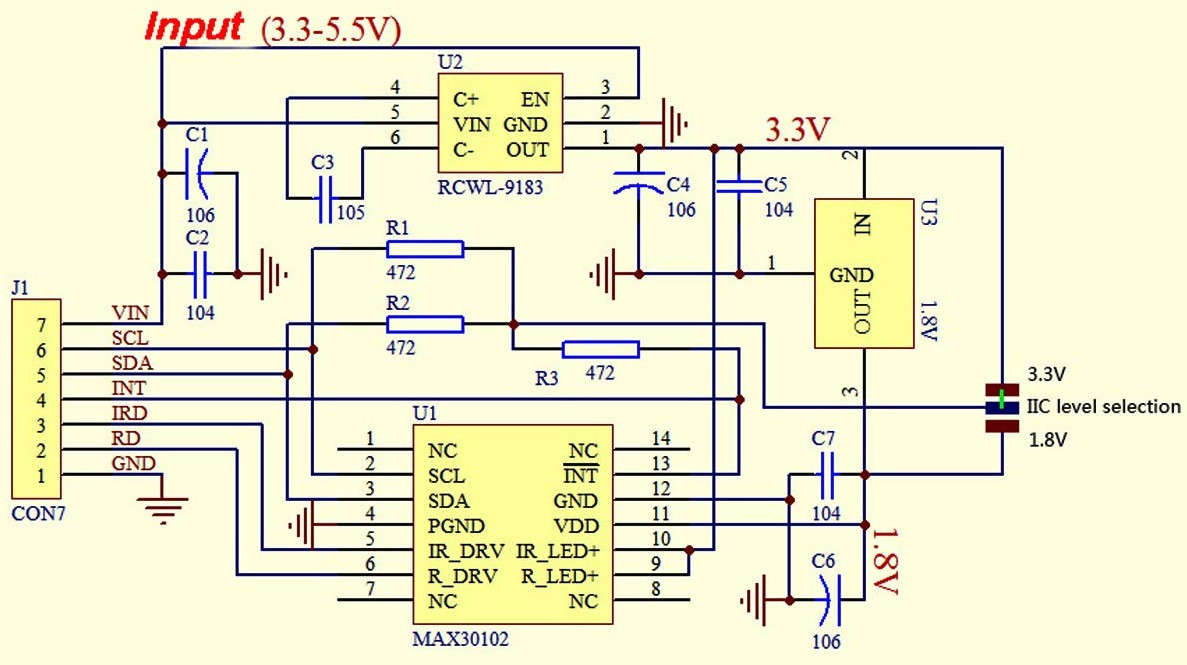 Input (3.3-5.5V)
U2
4 C+ EN 3
5 VIN GND 2
6 C- OUT 1
RCWL-9183
3.3V
C1
106
C2
104
C3
105
C4
106
C5
104
2
U3
IN
1 GND
OUT
1.8V
3
R1
472
R2
472
R3
472
J1
7 VIN
6 SCL
5 SDA
4 INT
3 IRD
2 RD
1 GND
CON7
3.3V
IIC level selection
1.8V
U1
1 NC NC 14
2 SCL INT 13
3 SDA GND 12
4 PGND VDD 11
5 IR_DRV IR_LED+ 10
6 R_DRV R_LED+ 9
7 NC NC 8
MAX30102
C7
104
1.8V
C6
106